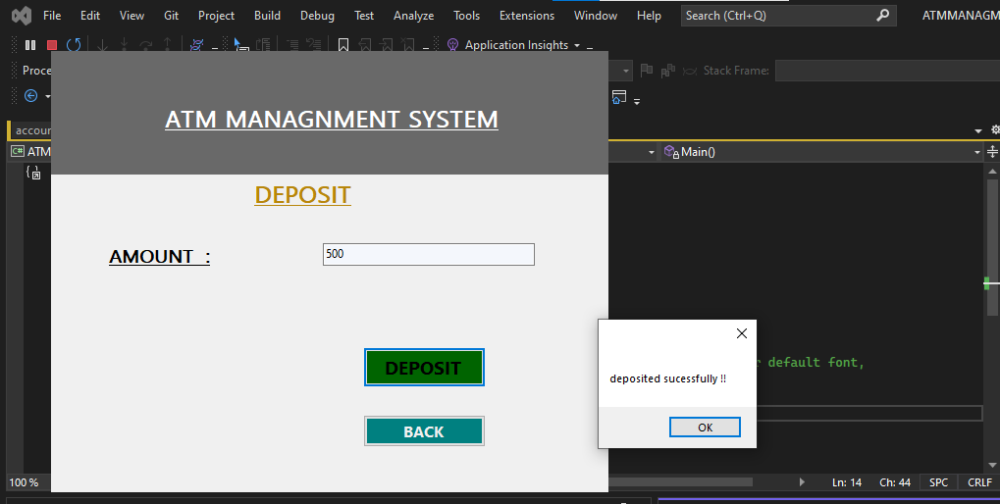 File Edit View Git Project Build Debug Test Analyze Tools Extensions Window Help Search (Ctrl+Q) ATMMANAGM
Application Insights
Proce Stack Frame:
ATM MANAGNMENT SYSTEM
accoun
ATM Main()
DEPOSIT
AMOUNT :
500
default font,
DEPOSIT
deposited sucessfully !!
BACK
OK
100 % Ln: 14 Ch: 44 SPC CRLF